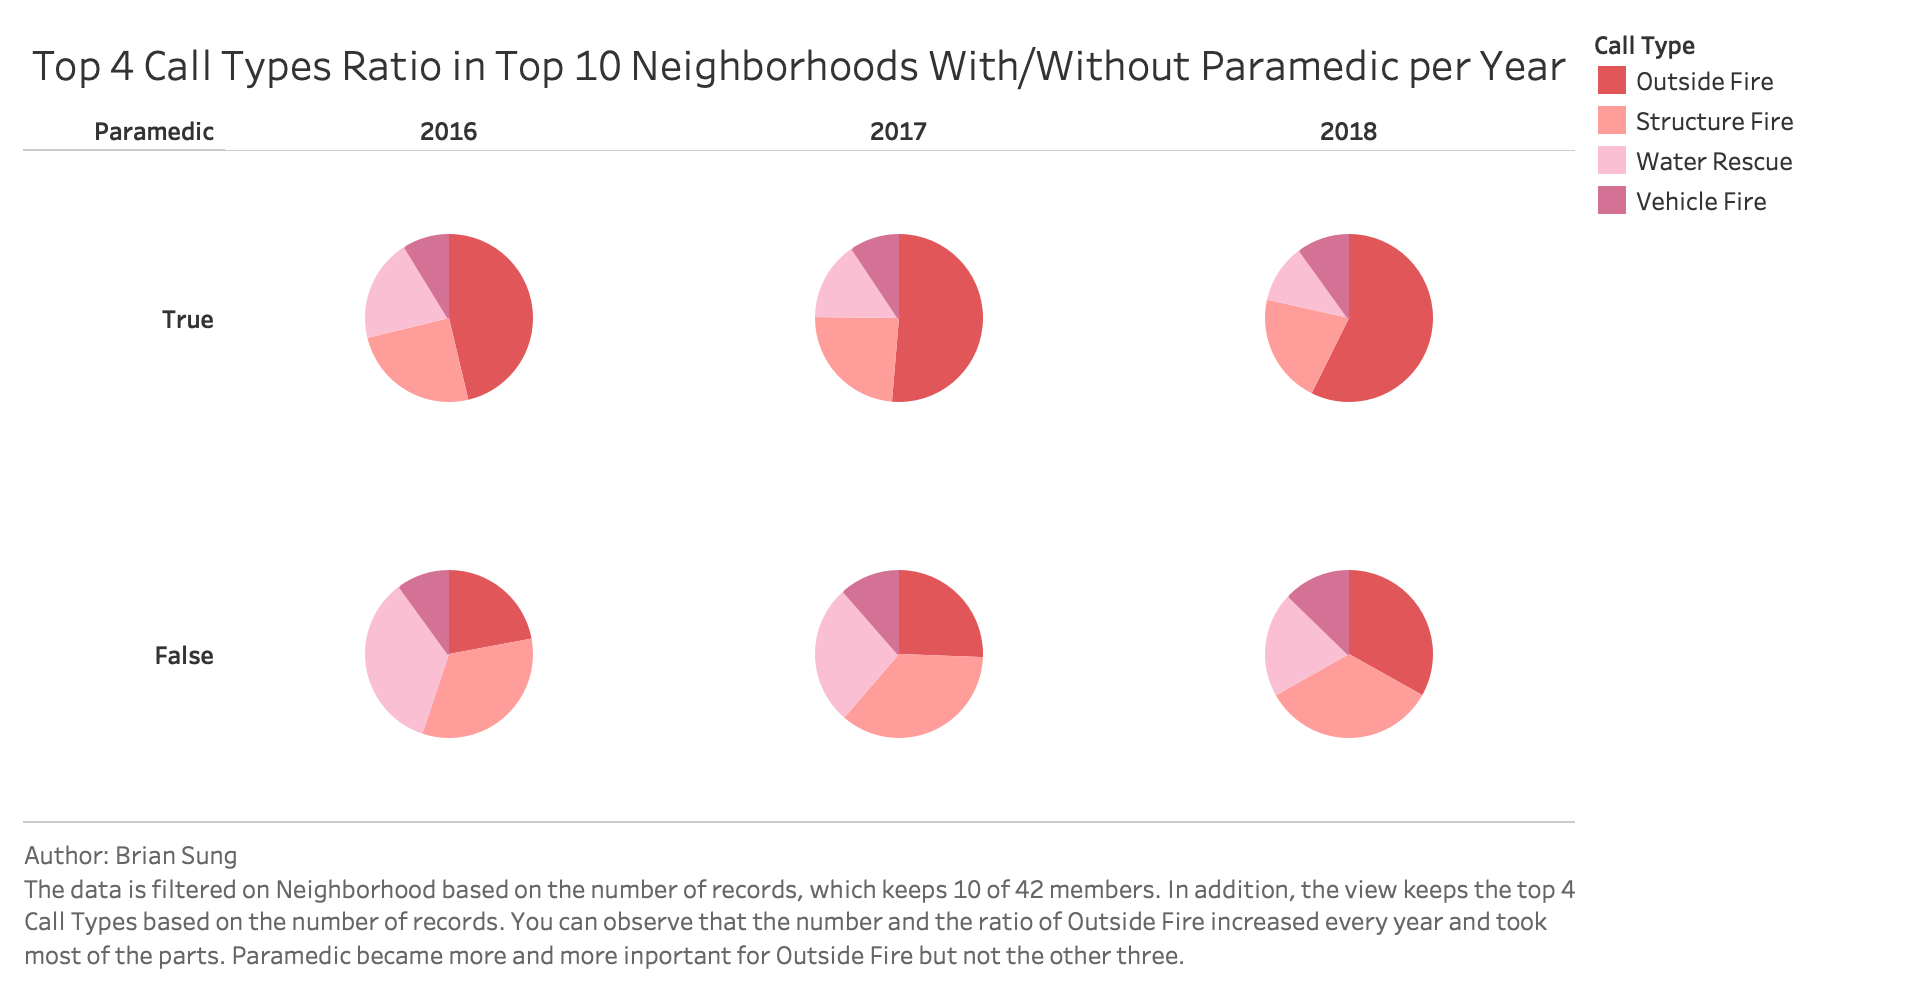 Top 4 Call Types Ratio in Top 10 Neighborhoods With/Without Paramedic per Year
Paramedic 2016 2017 2018
True
False
Call Type
Outside Fire
Structure Fire
Water Rescue
Vehicle Fire
Author: Brian Sung
The data is filtered on Neighborhood based on the number of records, which keeps 10 of 42 members. In addition, the view keeps the top 4
Call Types based on the number of records. You can observe that the number and the ratio of Outside Fire increased every year and took
most of the parts. Paramedic became more and more inportant for Outside Fire but not the other three.